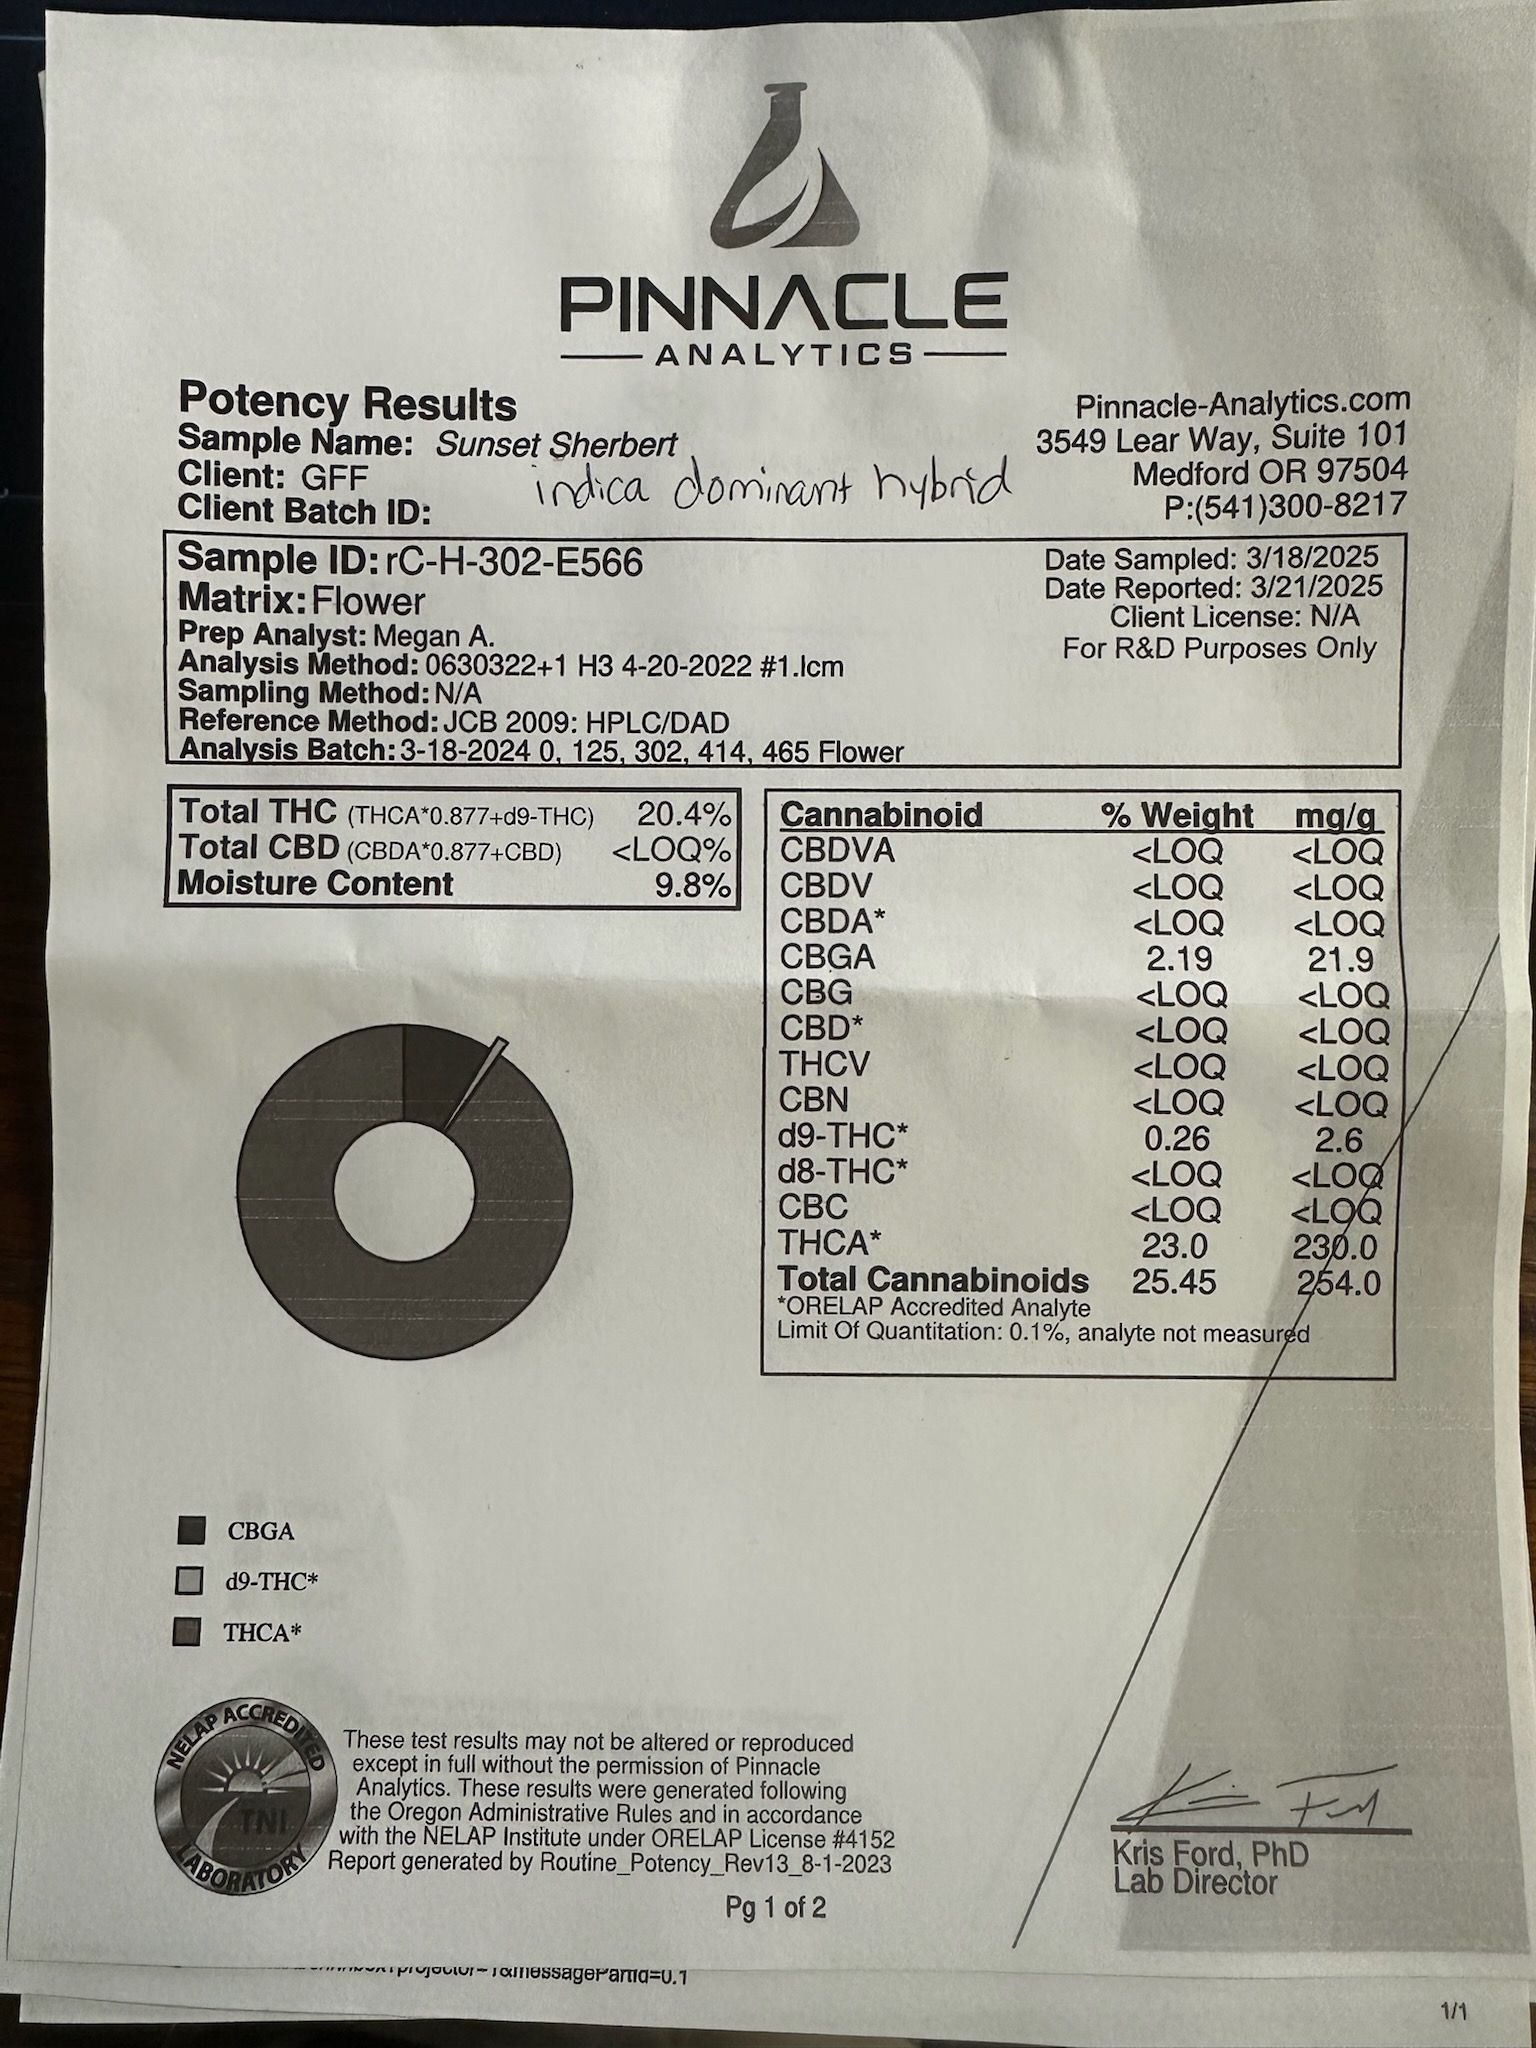 PINNACLE
ANALYTICS
Potency Results
Sample Name: Sunset Sherbert
Client: GFF
indica dominant hybrid
Client Batch ID:
Pinnacle-Analytics.com
3549 Lear Way, Suite 101
Medford OR 97504
P:(541)300-8217
Sample ID: rC-H-302-E566
Matrix: Flower
Prep Analyst: Megan A.
Analysis Method: 0630322+1 H3 4-20-2022 #1.lcm
Sampling Method: N/A
Reference Method: JCB 2009: HPLC/DAD
Analysis Batch: 3-18-2024 0, 125, 302, 414, 465 Flower
Date Sampled: 3/18/2025
Date Reported: 3/21/2025
Client License: N/A
For R&D Purposes Only
Total THC (THCA*0.877+d9-THC) 20.4%
Total CBD (CBDA*0.877+CBD) <LOQ%
Moisture Content 9.8%
Cannabinoid % Weight mg/g
CBDVA <LOQ <LOQ
CBDV <LOQ <LOQ
CBDA* <LOQ <LOQ
CBGA 2.19 21.9
CBG <LOQ <LOQ
CBD* <LOQ <LOQ
THCV <LOQ <LOQ
CBN <LOQ <LOQ
d9-THC* 0.26 2.6
d8-THC* <LOQ <LOQ
CBC <LOQ <LOQ
THCA* 23.0 230.0
Total Cannabinoids 25.45 254.0
*ORELAP Accredited Analyte
Limit Of Quantitation: 0.1%, analyte not measured
CBGA
d9-THC*
THCA*
NELAP ACCREDITED
TNI
LABORATORY
These test results may not be altered or reproduced
except in full without the permission of Pinnacle
Analytics. These results were generated following
the Oregon Administrative Rules and in accordance
with the NELAP Institute under ORELAP License #4152
Report generated by Routine_Potency_Rev13_8-1-2023
Pg 1 of 2
Kris Ford, PhD
Lab Director
projector=1&messagePartId=0.1
1/1